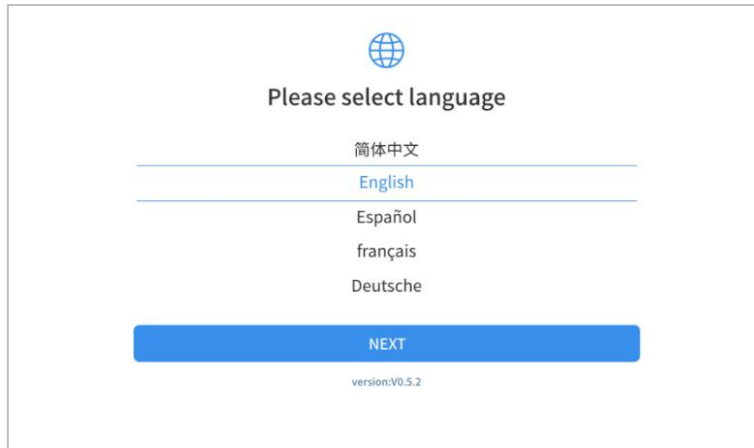 Please select language
简体中文
English
Español
français
Deutsche
NEXT
version:V0.5.2